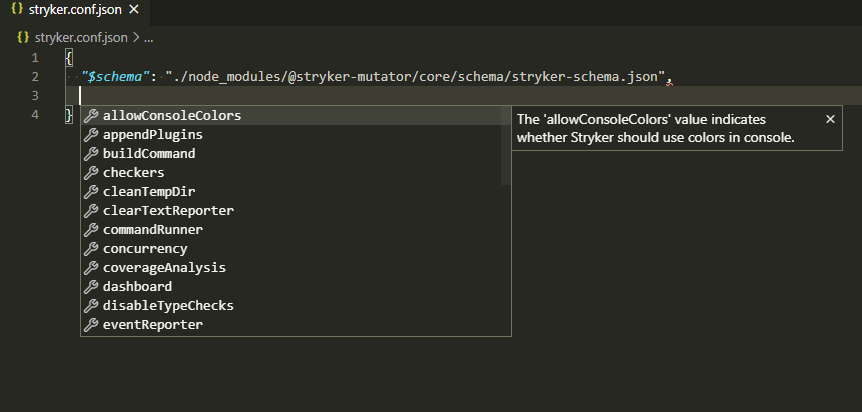 {} stryker.conf.json ×
{} stryker.conf.json > ...
1 {
2 "$schema": "./node_modules/@stryker-mutator/core/schema/stryker-schema.json",
3
4 }
allowConsoleColors
appendPlugins
buildCommand
checkers
cleanTempDir
clearTextReporter
commandRunner
concurrency
coverageAnalysis
dashboard
disableTypeChecks
eventReporter
The 'allowConsoleColors' value indicates ×
whether Stryker should use colors in console.